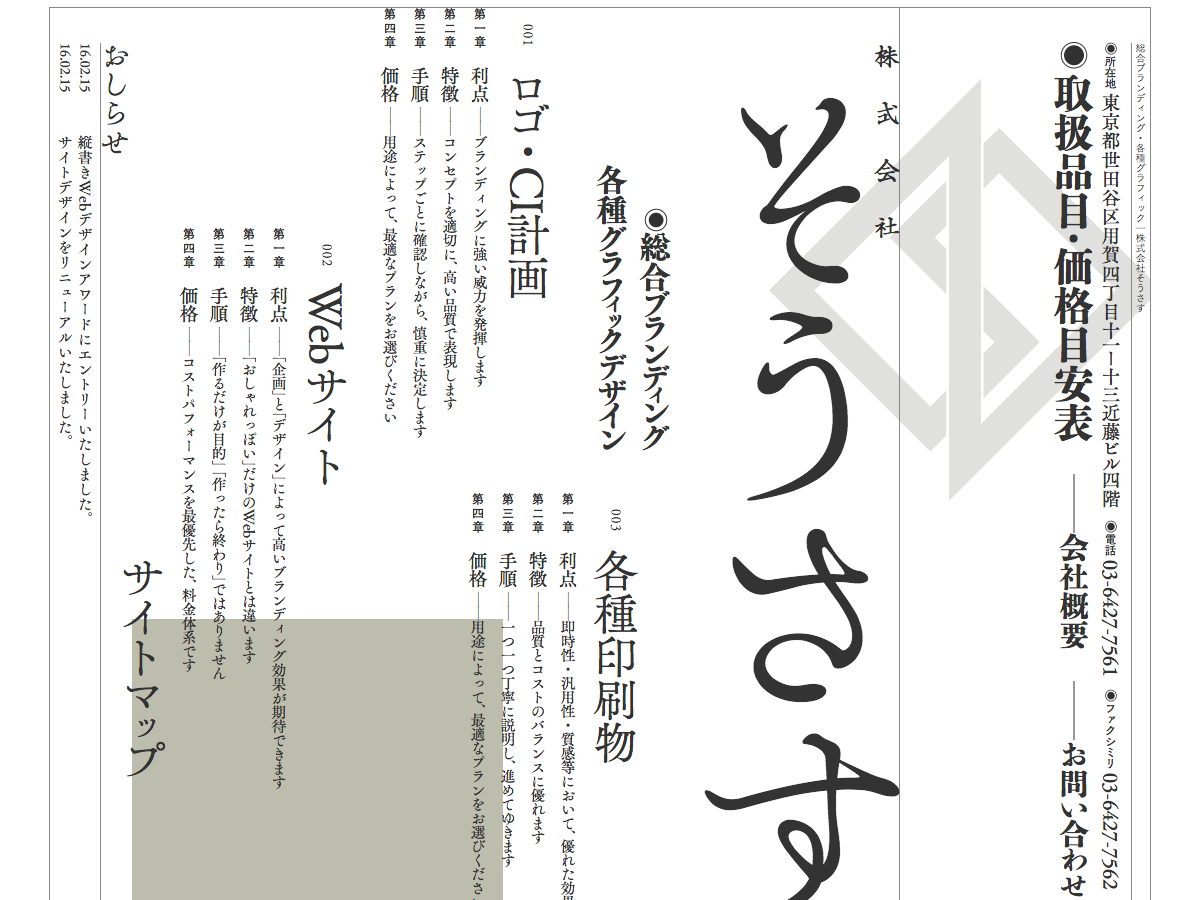 総合ブランディング・各種グラフィック｜株式会社そうさす
◉所在地 東京都世田谷区用賀四丁目十一ー十三近藤ビル四階 ◉電話 03-6427-7561 ◉ファクシミリ 03-6427-7562
◉取扱品目・価格目安表――会社概要――お問い合わせ
株式会社
そうさす
◉総合ブランディング
各種グラフィックデザイン
001
ロゴ・CI計画
第一章 利点――ブランディングに強い威力を発揮します
第二章 特徴――コンセプトを適切に、高い品質で表現します
第三章 手順――ステップごとに確認しながら、慎重に決定します
第四章 価格――用途によって、最適なプランをお選びください
003
各種印刷物
第一章 利点――即時性・汎用性・質感等において、優れた効果
第二章 特徴――品質とコストのバランスに優れます
第三章 手順――一つ一つ丁寧に説明し、進めてゆきます
第四章 価格――用途によって、最適なプランをお選びくださ
002
Webサイト
第一章 利点――「企画」と「デザイン」によって高いブランディング効果が期待できます
第二章 特徴――「おしゃれっぽい」だけのWebサイトとは違います
第三章 手順――「作るだけが目的」「作ったら終わり」ではありません
第四章 価格――コストパフォーマンスを最優先した、料金体系です
サイトマップ
おしらせ
16.02.15 縦書きWebデザインアワードにエントリーいたしました。
16.02.15 サイトデザインをリニューアルいたしました。